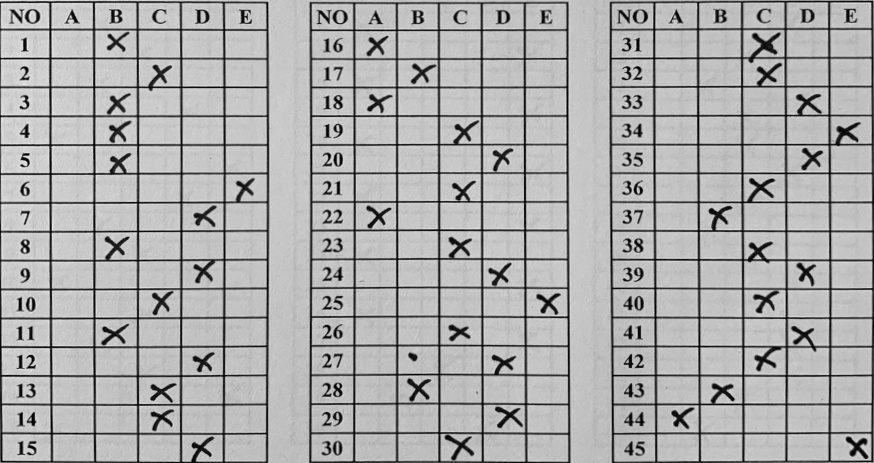 NO A B C D E NO A B C D E NO A B C D E
1 X 16 X 31 X
2 X 17 X 32 X
3 X 18 X 33 X
4 X 19 X 34 X
5 X 20 X 35 X
6 X 21 X 36 X
7 X 22 X 37 X
8 X 23 X 38 X
9 X 24 X 39 X
10 X 25 X 40 X
11 X 26 X 41 X
12 X 27 X 42 X
13 X 28 X 43 X
14 X 29 X 44 X
15 X 30 X 45 X